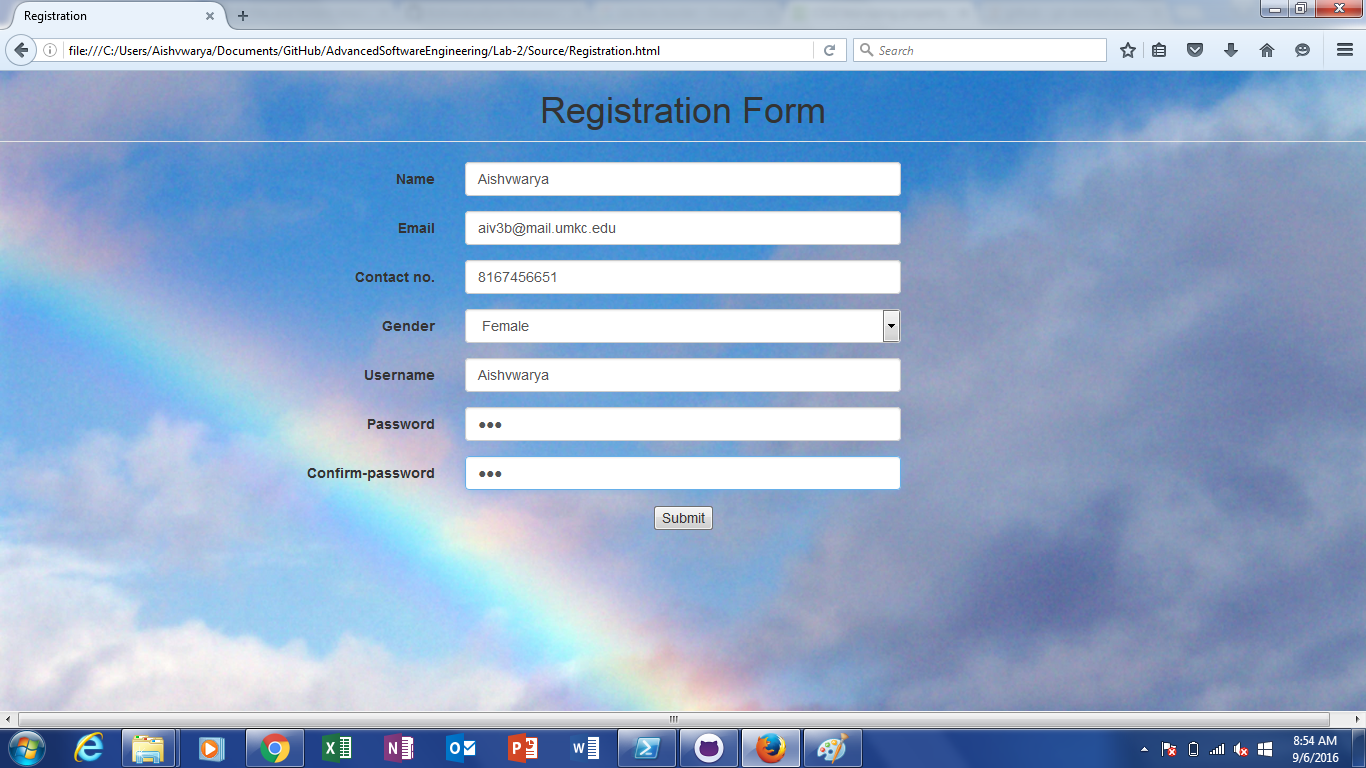 Registration
file:///C:/Users/Aishvwarya/Documents/GitHub/AdvancedSoftwareEngineering/Lab-2/Source/Registration.html
Search
Registration Form
Name Aishvwarya
Email aiv3b@mail.umkc.edu
Contact no. 8167456651
Gender Female
Username Aishvwarya
Password ●●●
Confirm-password ●●●
Submit
8:54 AM
9/6/2016